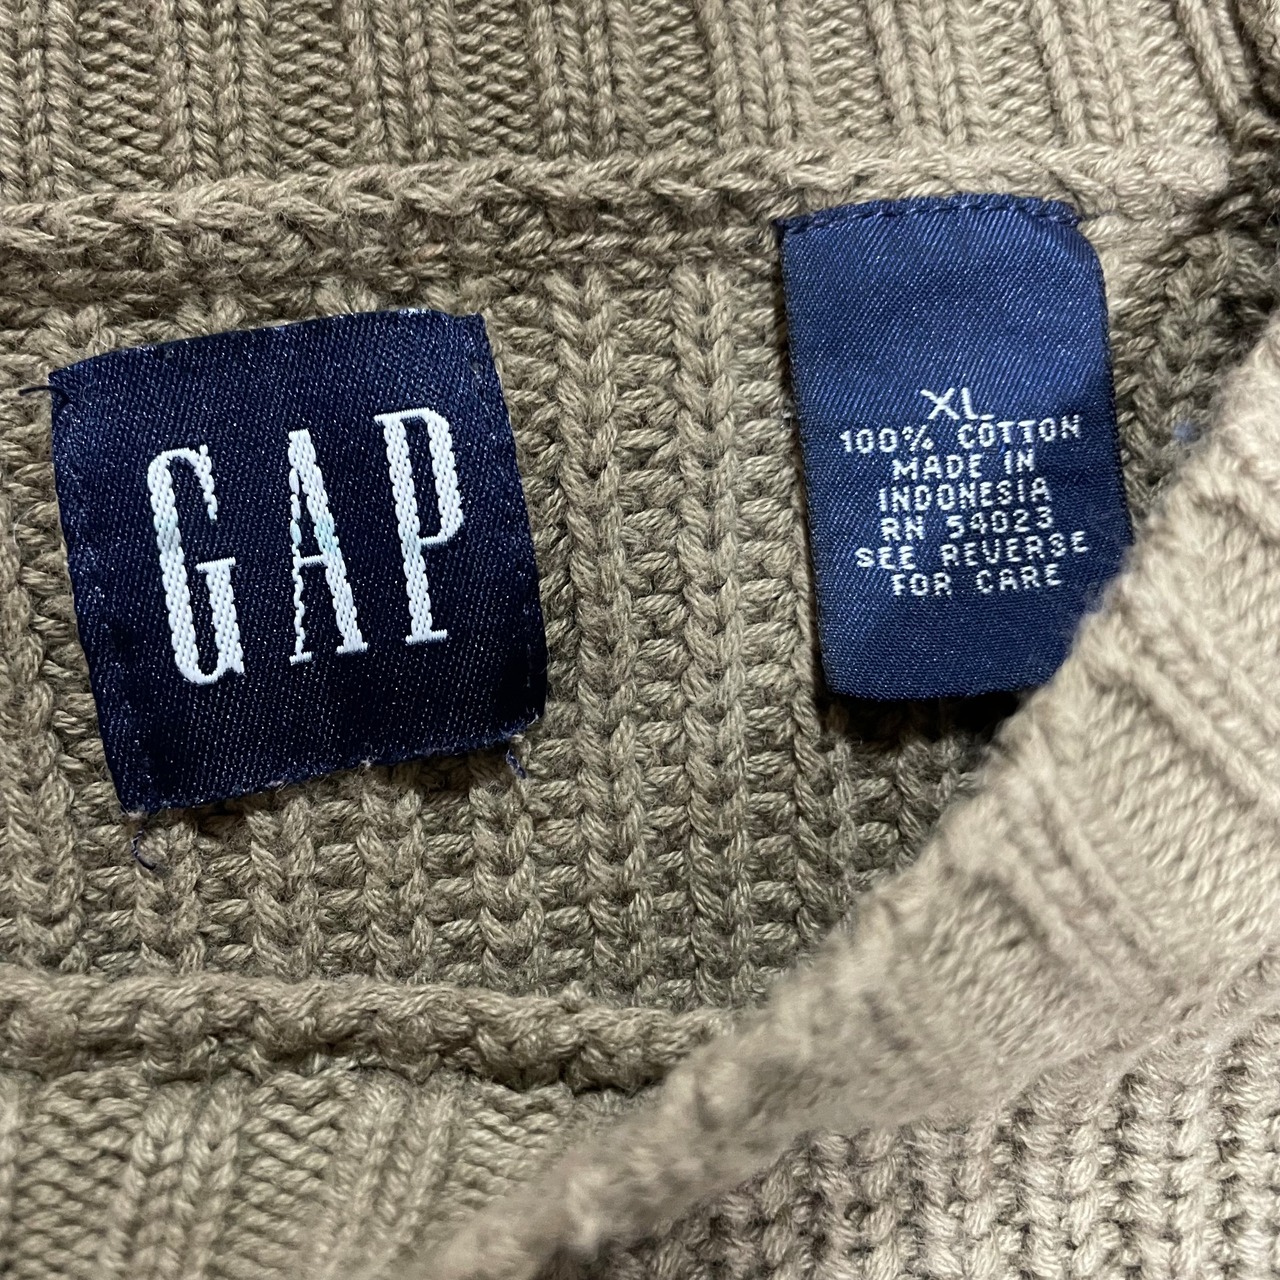 GAP
XL
100% COTTON
MADE IN
INDONESIA
RN 54023
SEE REVERSE
FOR CARE